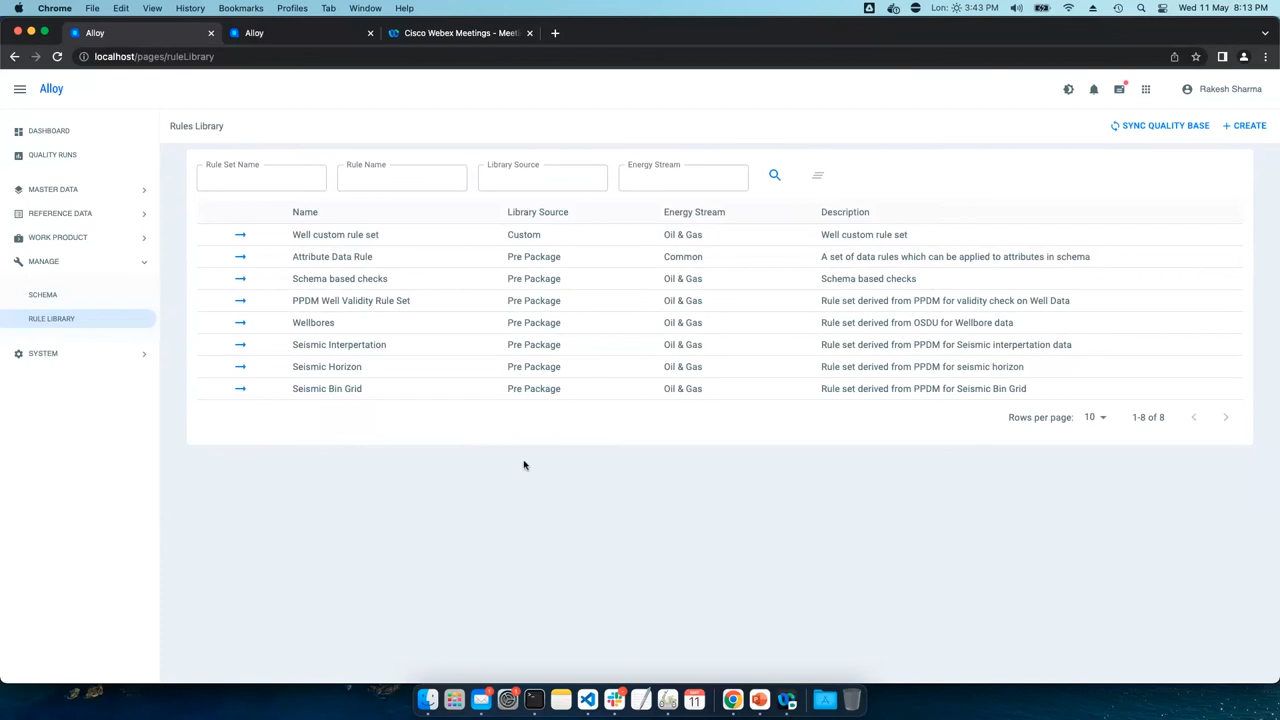 Chrome File Edit View History Bookmarks Profiles Tab Window Help Lon: 3:43 PM Wed 11 May 8:13 PM
Alloy Alloy Cisco Webex Meetings - Meeti
localhost/pages/ruleLibrary
Alloy Rakesh Sharma
DASHBOARD
QUALITY RUNS
MASTER DATA
REFERENCE DATA
WORK PRODUCT
MANAGE
SCHEMA
RULE LIBRARY
SYSTEM
Rules Library SYNC QUALITY BASE + CREATE
Rule Set Name Rule Name Library Source Energy Stream
Name Library Source Energy Stream Description
Well custom rule set Custom Oil & Gas Well custom rule set
Attribute Data Rule Pre Package Common A set of data rules which can be applied to attributes in schema
Schema based checks Pre Package Oil & Gas Schema based checks
PPDM Well Validity Rule Set Pre Package Oil & Gas Rule set derived from PPDM for validity check on Well Data
Wellbores Pre Package Oil & Gas Rule set derived from OSDU for Wellbore data
Seismic Interpertation Pre Package Oil & Gas Rule set derived from PPDM for Seismic interpertation data
Seismic Horizon Pre Package Oil & Gas Rule set derived from PPDM for seismic horizon
Seismic Bin Grid Pre Package Oil & Gas Rule set derived from PPDM for Seismic Bin Grid
Rows per page: 10 1-8 of 8